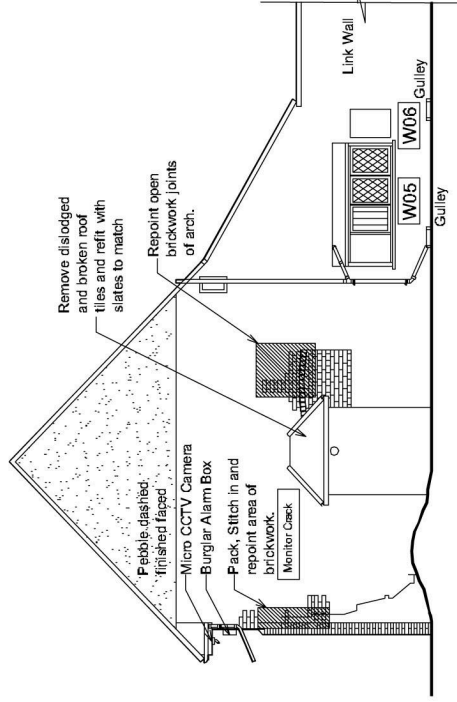 Remove dislodged
and broken roof
tiles and refit with
slates to match
Repoint open
brickwork joints
of arch.
Pebble dashed
finished faced
Micro CCTV Camera
Burglar Alarm Box
Pack, Stitch in and
repoint area of
brickwork.
Monitor Crack
Link Wall
W05
W06
Gulley
Gulley